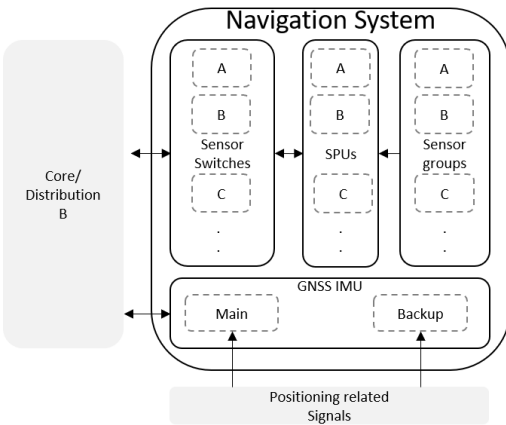 Navigation System
Core/
Distribution
B
A
B
Sensor
Switches
C
.
.
A
B
SPUs
C
.
.
A
B
Sensor
groups
C
.
.
GNSS IMU
Main
Backup
Positioning related
Signals